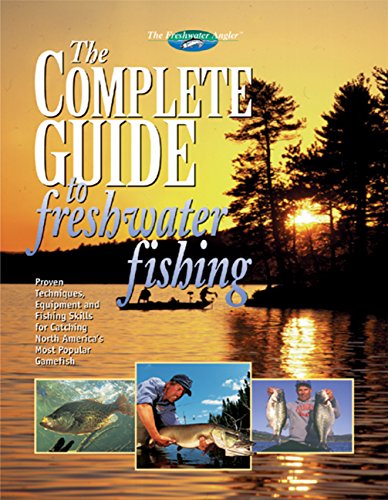 The Freshwater Angler™
The
COMPLETE
GUIDE
to
freshwater
fishing
Proven
Techniques,
Equipment and
Fishing Skills
for Catching
North America's
Most Popular
Gamefish